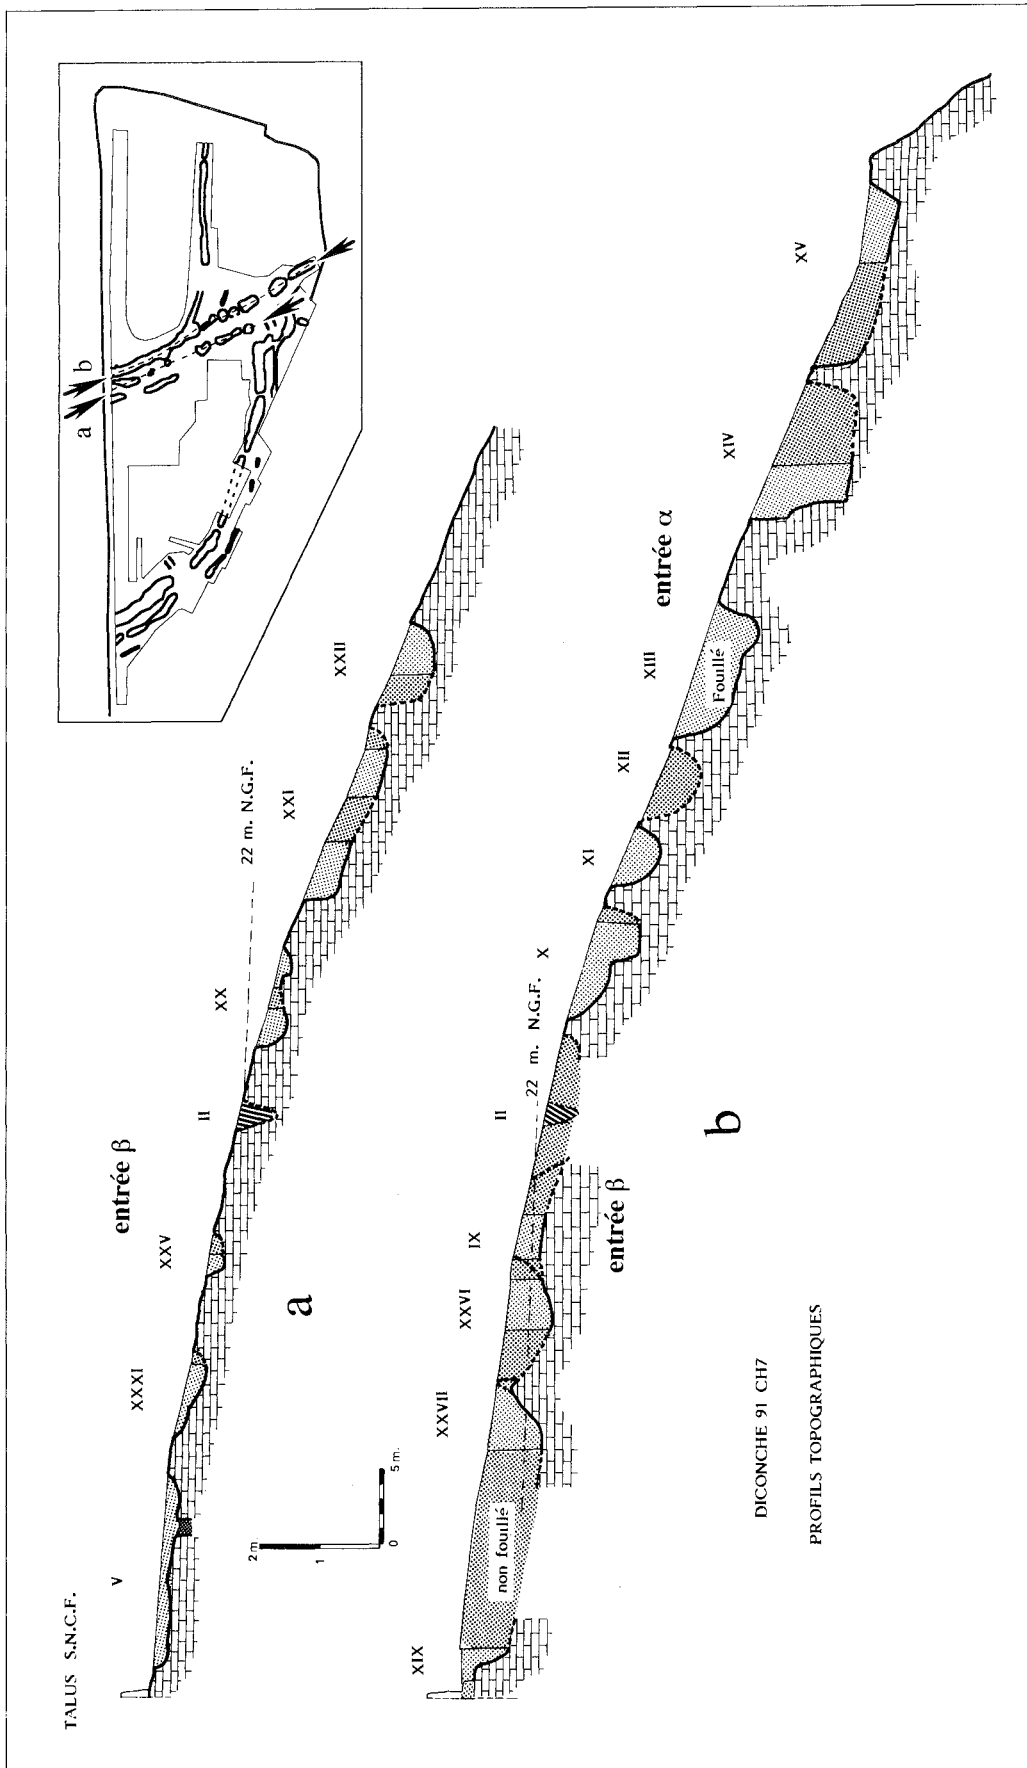 TALUS S.N.C.F.
a b
V
XXXI
XXV
entrée β
II
XX
22 m. N.G.F.
XXI
XXII
a
2 m
1
0
5 m.
XIX
non fouillé
XXVII
XXVI
IX
entrée β
II
22 m. N.G.F.
X
XI
XII
XIII
Fouillé
entrée α
XIV
XV
b
DICONCHE 91 CH7
PROFILS TOPOGRAPHIQUES